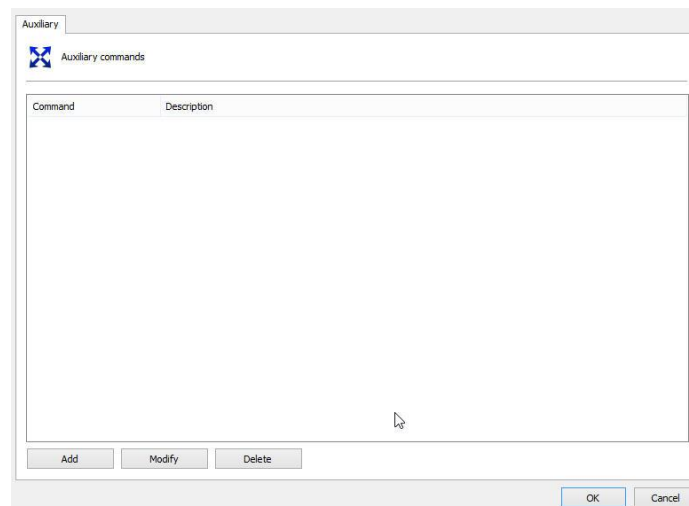 Auxiliary
Auxiliary commands
Command Description
Add Modify Delete
OK Cancel